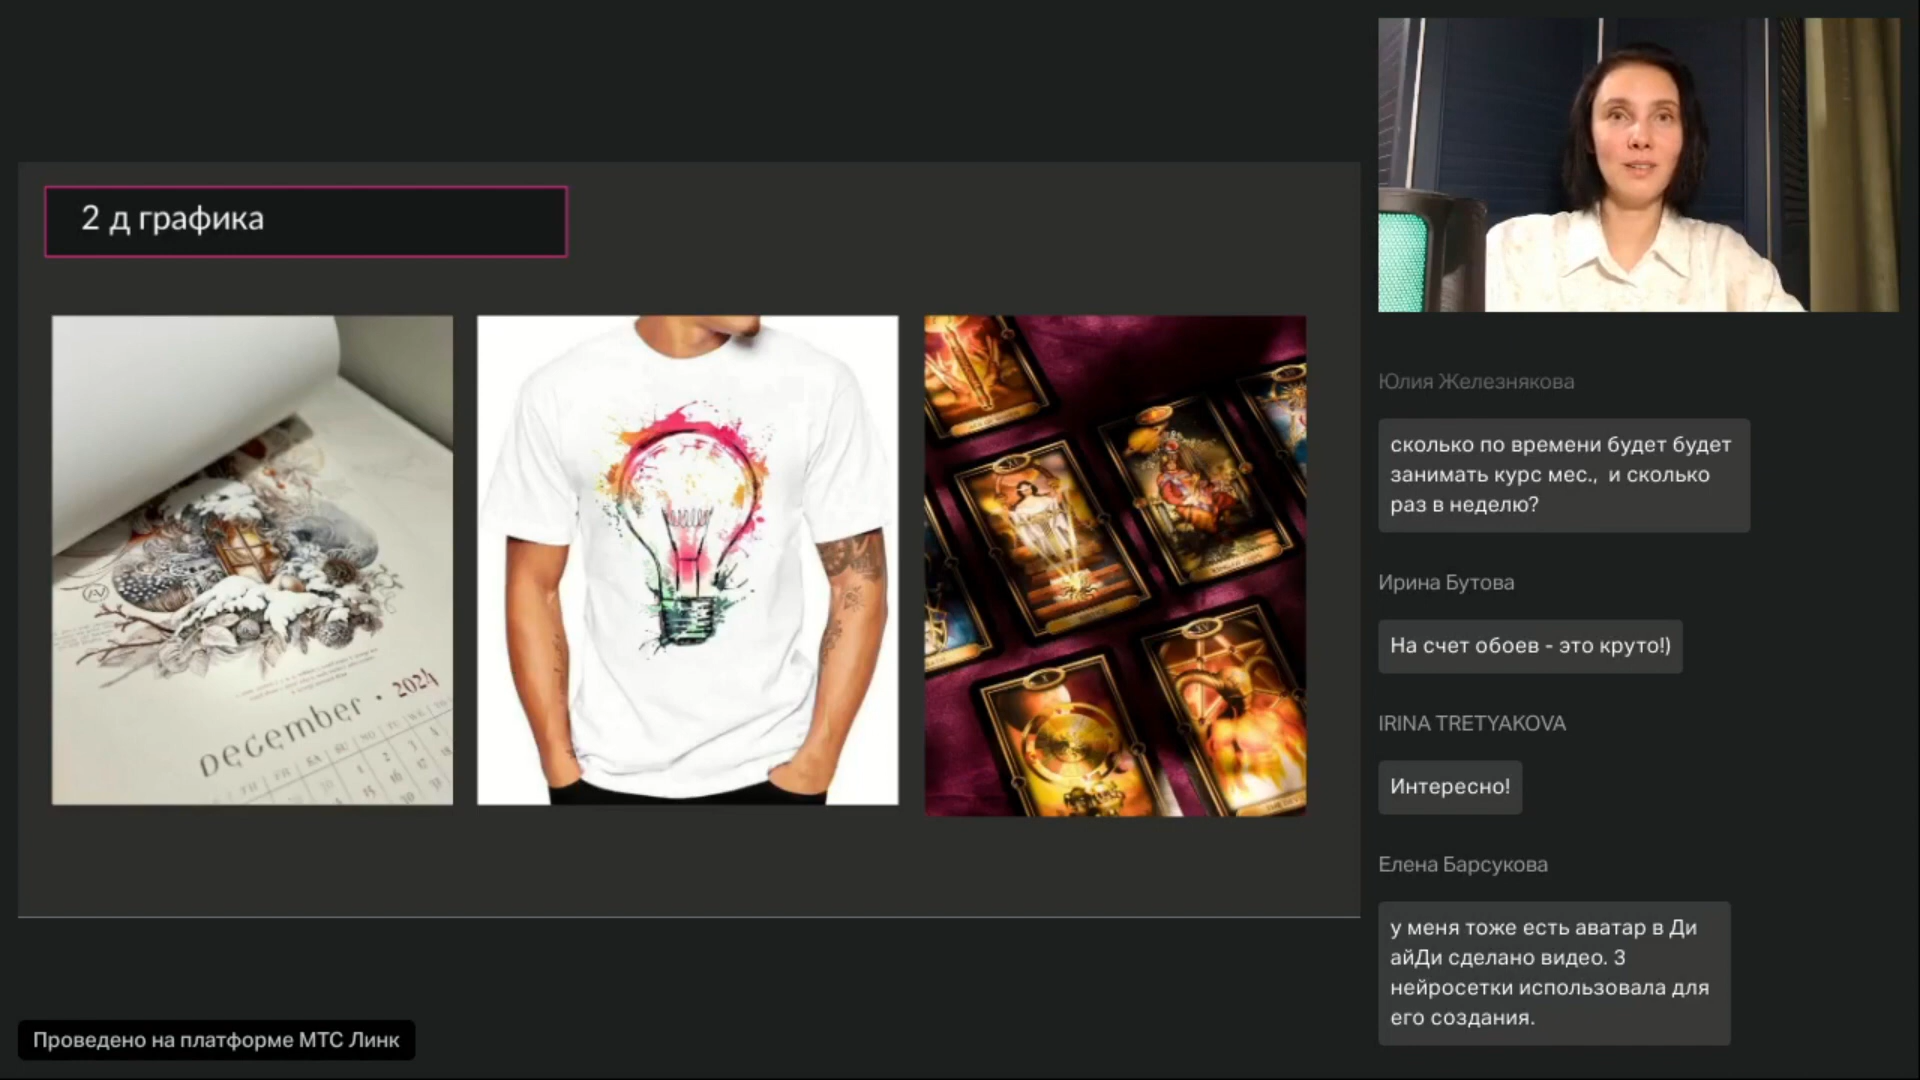 2 д графика
December • 2024
Юлия Железнякова
сколько по времени будет будет
занимать курс мес., и сколько
раз в неделю?
Ирина Бутова
На счет обоев - это круто!)
IRINA TRETYAKOVA
Интересно!
Елена Барсукова
у меня тоже есть аватар в Ди
айДи сделано видео. 3
нейросетки использовала для
его создания.
Проведено на платформе МТС Линк